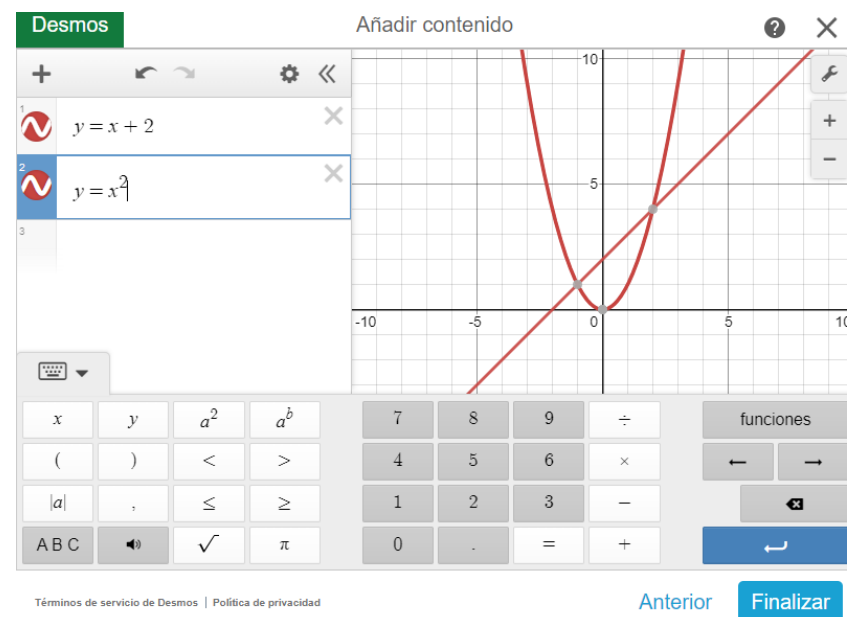 Desmos
Añadir contenido
1
y = x + 2
2
y = x²
3
10
5
-10
-5
0
5
10
x y a² aᵇ 7 8 9 ÷ funciones
( ) < > 4 5 6 × ← →
|a| , ≤ ≥ 1 2 3 −
A B C √ π 0 . = +
Términos de servicio de Desmos | Política de privacidad
Anterior
Finalizar